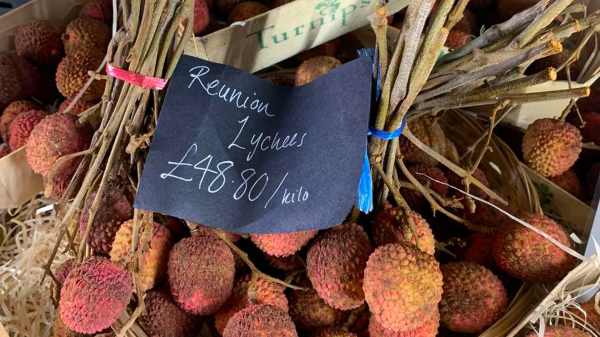 Turnips
Reunion
Lychees
£48.80/kilo